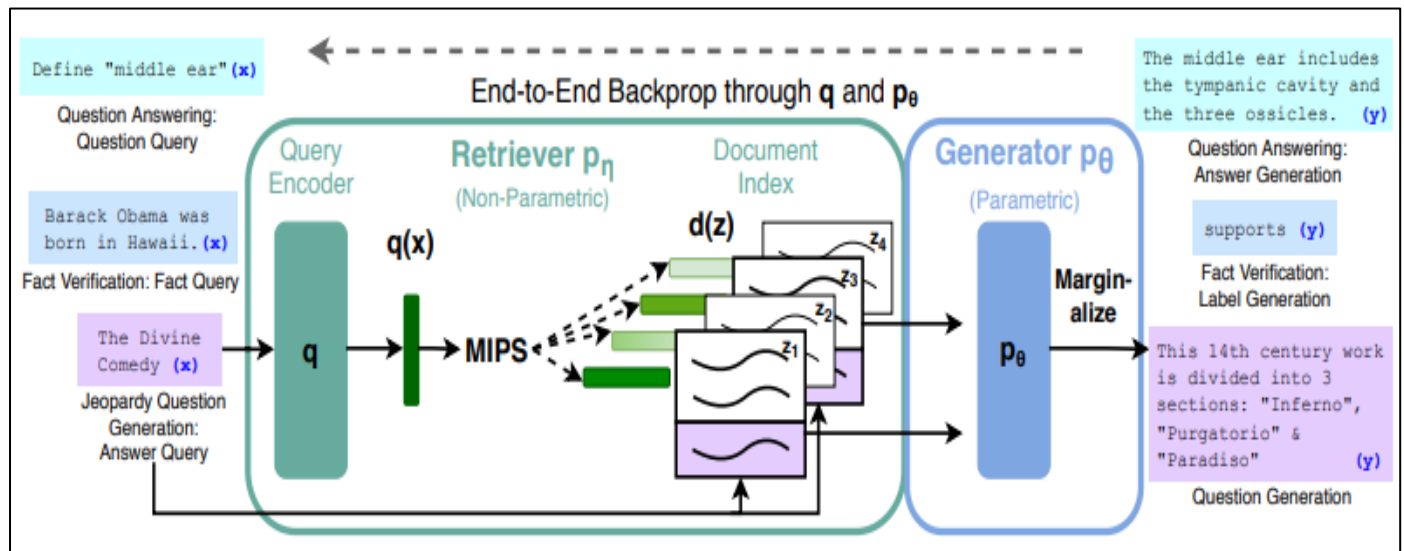 Define "middle ear" (x)
Question Answering:
Question Query
Barack Obama was
born in Hawaii. (x)
Fact Verification: Fact Query
The Divine
Comedy (x)
Jeopardy Question
Generation:
Answer Query
End-to-End Backprop through q and pθ
Query
Encoder
Retriever pη
(Non-Parametric)
Document
Index
q
q(x)
MIPS
d(z)
z4
z3
z2
z1
Generator pθ
(Parametric)
pθ
Margin-
alize
The middle ear includes
the tympanic cavity and
the three ossicles. (y)
Question Answering:
Answer Generation
supports (y)
Fact Verification:
Label Generation
This 14th century work
is divided into 3
sections: "Inferno",
"Purgatorio" &
"Paradiso" (y)
Question Generation